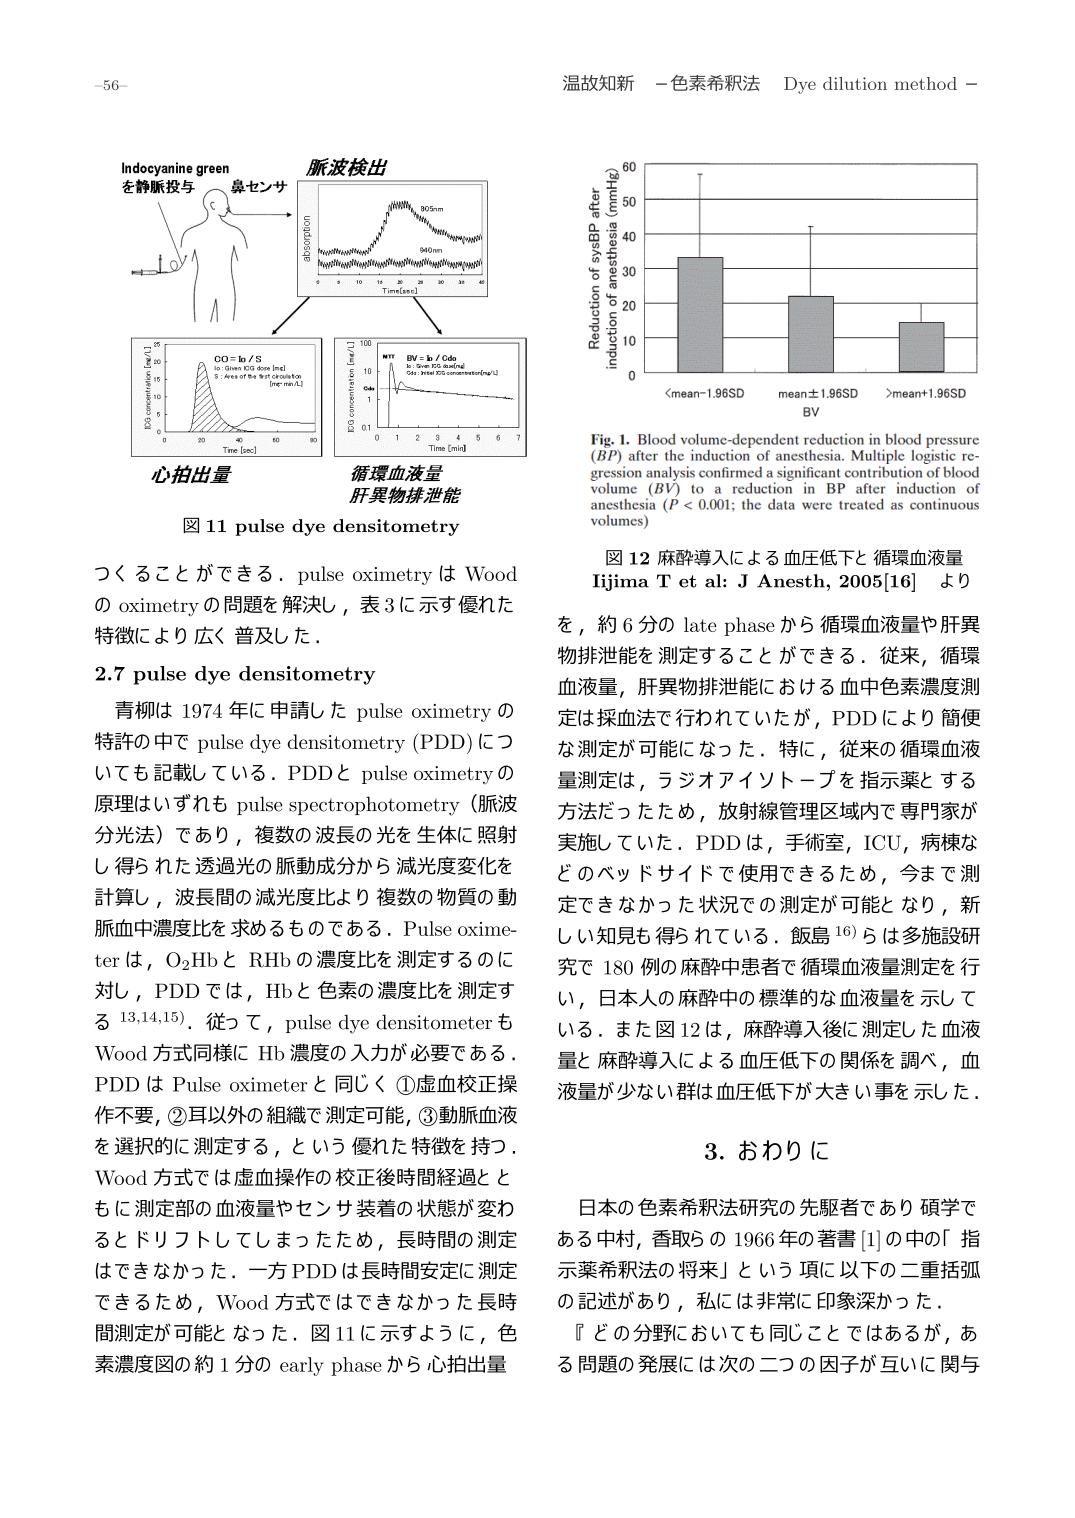 –56–
温故知新　－色素希釈法　Dye dilution method －
Indocyanine green
を静脈投与
鼻センサ
脈波検出
absorption
805nm
940nm
0 5 10 15 20 25 30 35 40
Time[sec]
ICG concentration [mg/L]
25
20
15
10
5
0
CO = Io / S
Io : Given ICG dose [mg]
S : Area of the first circulation
[mg・min/L]
0 20 40 60 80
Time [sec]
心拍出量
ICG concentration [mg/L]
100
10
1
0.1
MTT
Cdo
BV = Io / Cdo
Io : Given ICG dose[mg]
Cdo : Initial ICG concentration[mg/L]
0 1 2 3 4 5 6 7
Time [min]
循環血液量
肝異物排泄能
図 11 pulse dye densitometry
つくることができる．pulse oximetry は Wood
の oximetry の問題を解決し，表 3 に示す優れた
特徴により広く普及した．
2.7 pulse dye densitometry
青柳は 1974 年に申請した pulse oximetry の
特許の中で pulse dye densitometry (PDD) につ
いても記載している．PDD と pulse oximetry の
原理はいずれも pulse spectrophotometry（脈波
分光法）であり，複数の波長の光を生体に照射
し得られた透過光の脈動成分から減光度変化を
計算し，波長間の減光度比より複数の物質の動
脈血中濃度比を求めるものである．Pulse oxime-
ter は，O2Hb と RHb の濃度比を測定するのに
対し，PDD では，Hb と色素の濃度比を測定す
る 13,14,15)．従って，pulse dye densitometer も
Wood 方式同様に Hb 濃度の入力が必要である．
PDD は Pulse oximeter と同じく ①虚血校正操
作不要，②耳以外の組織で測定可能，③動脈血液
を選択的に測定する，という優れた特徴を持つ．
Wood 方式では虚血操作の校正後時間経過とと
もに測定部の血液量やセンサ装着の状態が変わ
るとドリフトしてしまったため，長時間の測定
はできなかった．一方 PDD は長時間安定に測定
できるため，Wood 方式ではできなかった長時
間測定が可能となった．図 11 に示すように，色
素濃度図の約 1 分の early phase から心拍出量
Reduction of sysBP after
induction of anesthesia (mmHg)
60
50
40
30
20
10
0
<mean−1.96SD mean±1.96SD >mean+1.96SD
BV
Fig. 1. Blood volume-dependent reduction in blood pressure
(BP) after the induction of anesthesia. Multiple logistic re-
gression analysis confirmed a significant contribution of blood
volume (BV) to a reduction in BP after induction of
anesthesia (P < 0.001; the data were treated as continuous
volumes)
図 12 麻酔導入による血圧低下と循環血液量
Iijima T et al: J Anesth, 2005[16]　より
を，約 6 分の late phase から循環血液量や肝異
物排泄能を測定することができる．従来，循環
血液量，肝異物排泄能における血中色素濃度測
定は採血法で行われていたが，PDD により簡便
な測定が可能になった．特に，従来の循環血液
量測定は，ラジオアイソトープを指示薬とする
方法だったため，放射線管理区域内で専門家が
実施していた．PDD は，手術室，ICU，病棟な
どのベッドサイドで使用できるため，今まで測
定できなかった状況での測定が可能となり，新
しい知見も得られている．飯島 16) らは多施設研
究で 180 例の麻酔中患者で循環血液量測定を行
い，日本人の麻酔中の標準的な血液量を示して
いる．また図 12 は，麻酔導入後に測定した血液
量と麻酔導入による血圧低下の関係を調べ，血
液量が少ない群は血圧低下が大きい事を示した．
3. おわりに
日本の色素希釈法研究の先駆者であり碩学で
ある中村，香取らの 1966 年の著書 [1] の中の「指
示薬希釈法の将来」という項に以下の二重括弧
の記述があり，私には非常に印象深かった．
『どの分野においても同じことではあるが，あ
る問題の発展には次の二つの因子が互いに関与